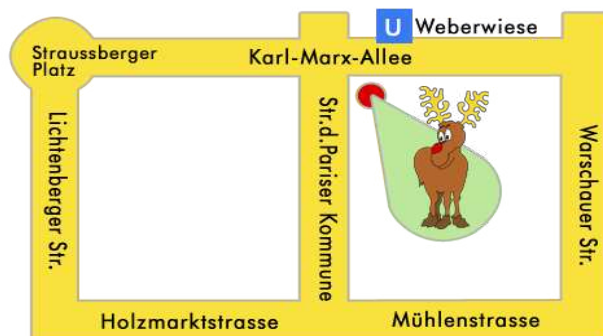 U Weberwiese
Straussberger
Platz
Karl-Marx-Allee
Lichtenberger Str.
Str.d.Pariser Kommune
Warschauer Str.
Holzmarktstrasse
Mühlenstrasse